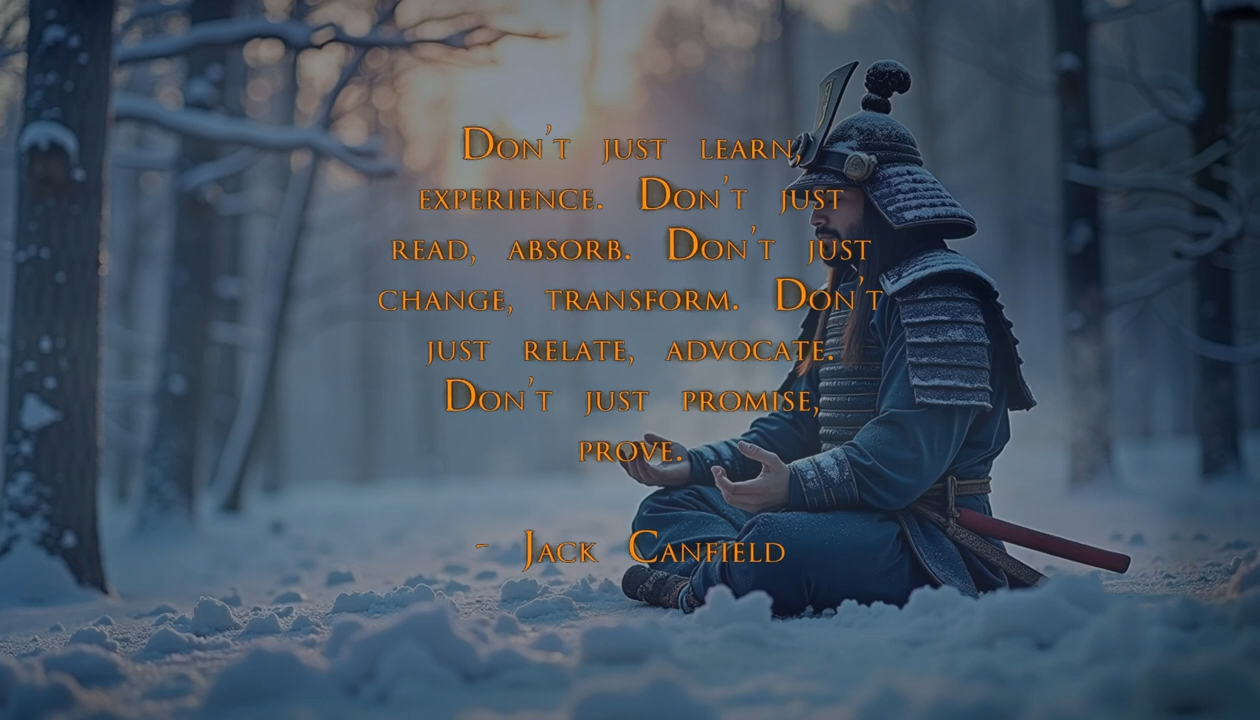 Don't just learn,
experience. Don't just
read, absorb. Don't just
change, transform. Don't
just relate, advocate.
Don't just promise,
prove.
- Jack Canfield